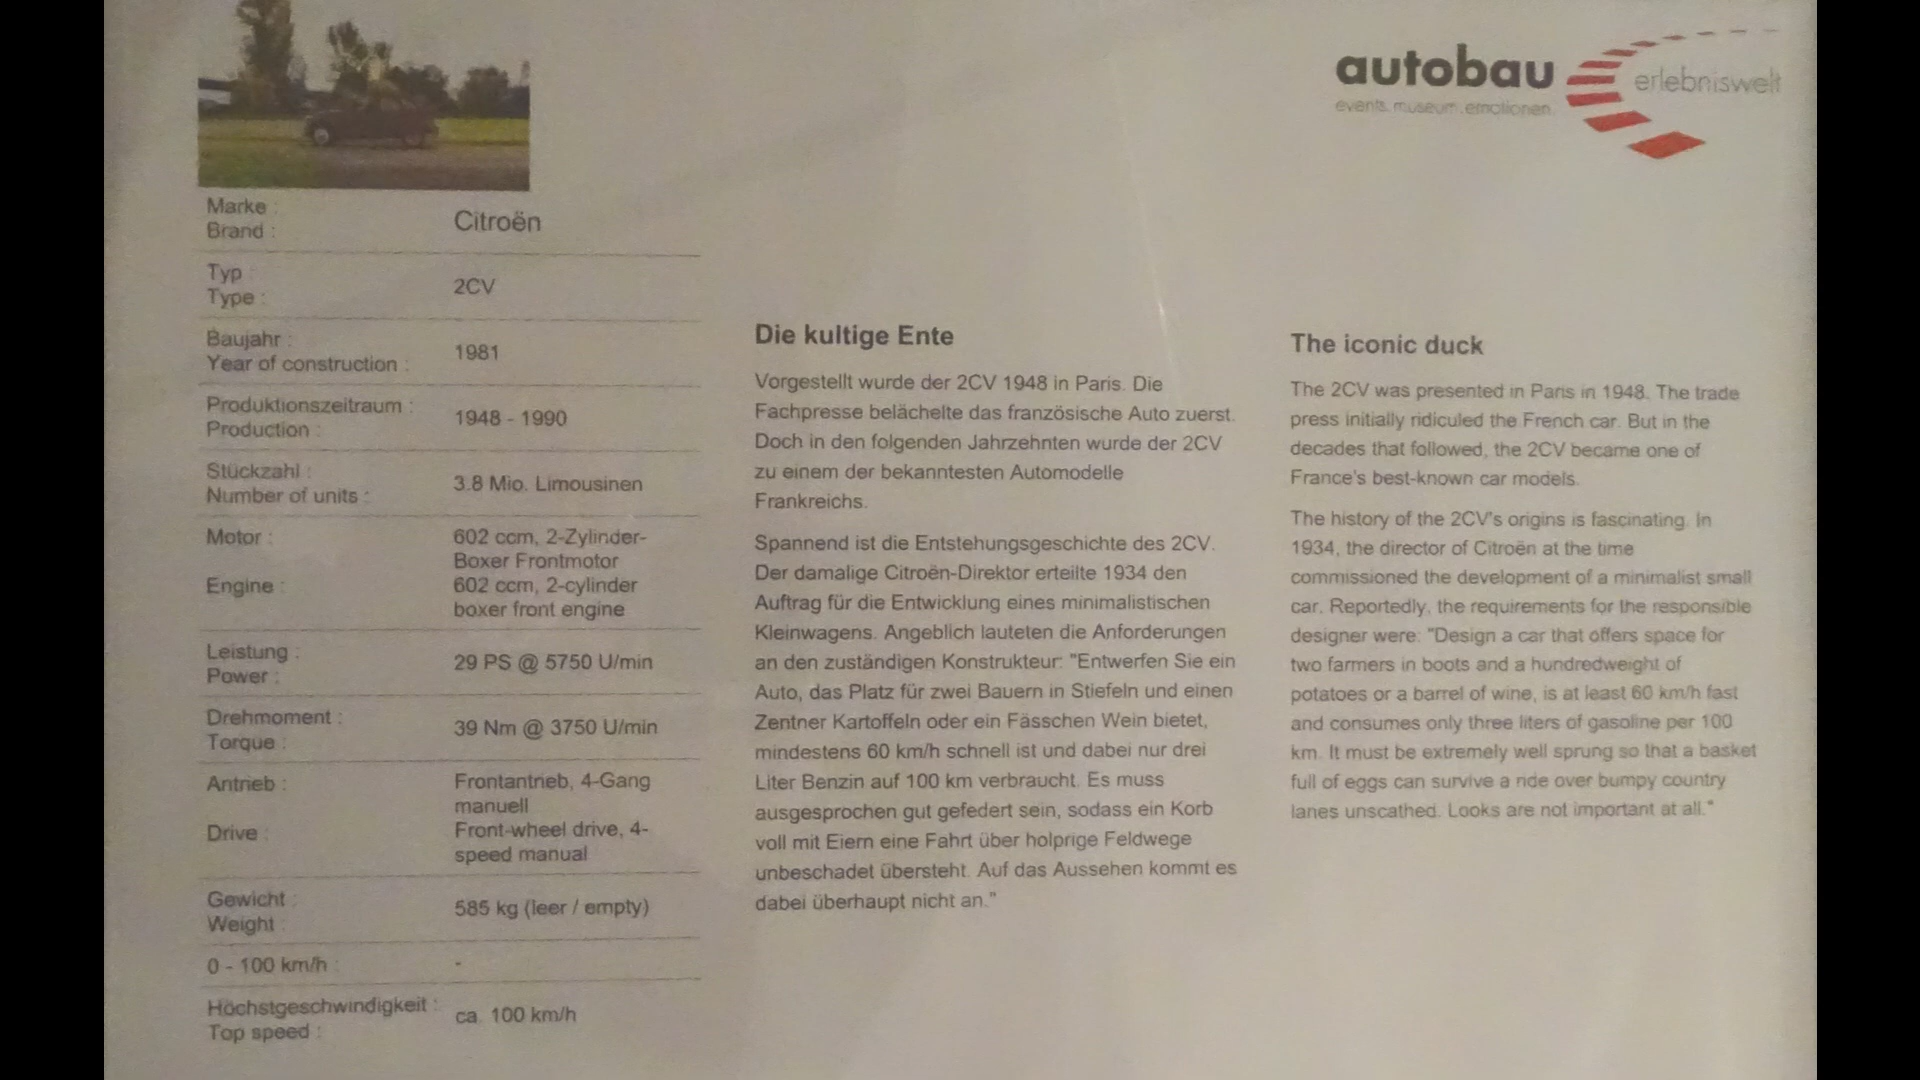 autobau
erlebniswelt
events. museum. emotionen.
Marke :
Brand :
Citroën
Typ :
Type :
2CV
Baujahr :
Year of construction :
1981
Produktionszeitraum :
Production :
1948 - 1990
Stückzahl :
Number of units :
3.8 Mio. Limousinen
Motor :
602 ccm, 2-Zylinder-
Boxer Frontmotor
Engine :
602 ccm, 2-cylinder
boxer front engine
Leistung :
Power :
29 PS @ 5750 U/min
Drehmoment :
Torque :
39 Nm @ 3750 U/min
Antrieb :
Frontantrieb, 4-Gang
manuell
Drive :
Front-wheel drive, 4-
speed manual
Gewicht :
Weight :
585 kg (leer / empty)
0 - 100 km/h :
-
Höchstgeschwindigkeit :
Top speed :
ca. 100 km/h
Die kultige Ente
Vorgestellt wurde der 2CV 1948 in Paris. Die
Fachpresse belächelte das französische Auto zuerst.
Doch in den folgenden Jahrzehnten wurde der 2CV
zu einem der bekanntesten Automodelle
Frankreichs.
Spannend ist die Entstehungsgeschichte des 2CV.
Der damalige Citroën-Direktor erteilte 1934 den
Auftrag für die Entwicklung eines minimalistischen
Kleinwagens. Angeblich lauteten die Anforderungen
an den zuständigen Konstrukteur: "Entwerfen Sie ein
Auto, das Platz für zwei Bauern in Stiefeln und einen
Zentner Kartoffeln oder ein Fässchen Wein bietet,
mindestens 60 km/h schnell ist und dabei nur drei
Liter Benzin auf 100 km verbraucht. Es muss
ausgesprochen gut gefedert sein, sodass ein Korb
voll mit Eiern eine Fahrt über holprige Feldwege
unbeschadet übersteht. Auf das Aussehen kommt es
dabei überhaupt nicht an."
The iconic duck
The 2CV was presented in Paris in 1948. The trade
press initially ridiculed the French car. But in the
decades that followed, the 2CV became one of
France's best-known car models.
The history of the 2CV's origins is fascinating. In
1934, the director of Citroën at the time
commissioned the development of a minimalist small
car. Reportedly, the requirements for the responsible
designer were: "Design a car that offers space for
two farmers in boots and a hundredweight of
potatoes or a barrel of wine, is at least 60 km/h fast
and consumes only three liters of gasoline per 100
km. It must be extremely well sprung so that a basket
full of eggs can survive a ride over bumpy country
lanes unscathed. Looks are not important at all."